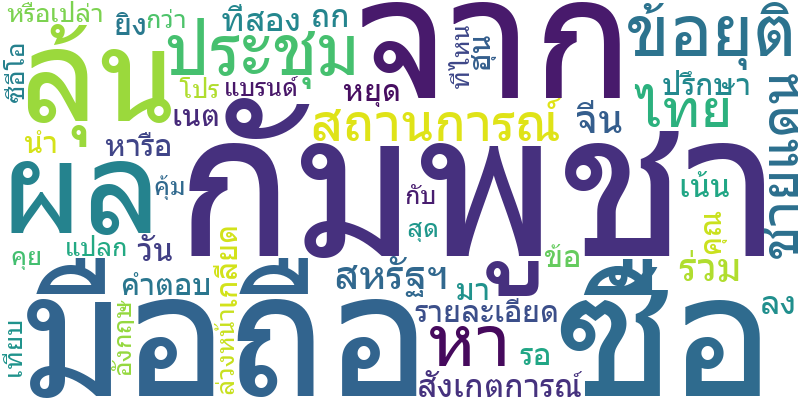 หรือเปล่า
ยิง
กว่า
ที่สอง
ถก
จาก
ที่ไหน
ฮุน
ข้อยุติ
ซีอีโอ
ลุ้น
ประชุม
โปร
แบรนด์
หยุด
ปรึกษา
เนต
สถานการณ์
จีน
ไทย
ชายแดน
นำ
หารือ
กัมพูชา
ผล
คุ้ม
กับ
เน้น
สุด
คุณ
คุย
แปลก
วัน
ล่วงหน้าเกลียด
ข้อ
ร่วม
คำตอบ
สหรัฐฯ
มา
มือถือ
ซื้อ
รายละเอียด
ลง
เทียบ
อังกฤษ
หา
รอ
สังเกตการณ์